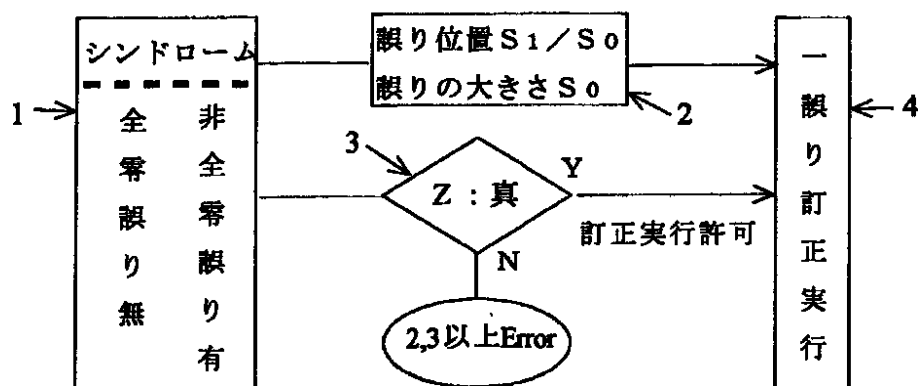 シンドローム
全零誤り無
非全零誤り有
1
誤り位置S1／S0
誤りの大きさS0
2
3
Z：真
Y
訂正実行許可
N
2,3以上Error
一誤り訂正実行
4